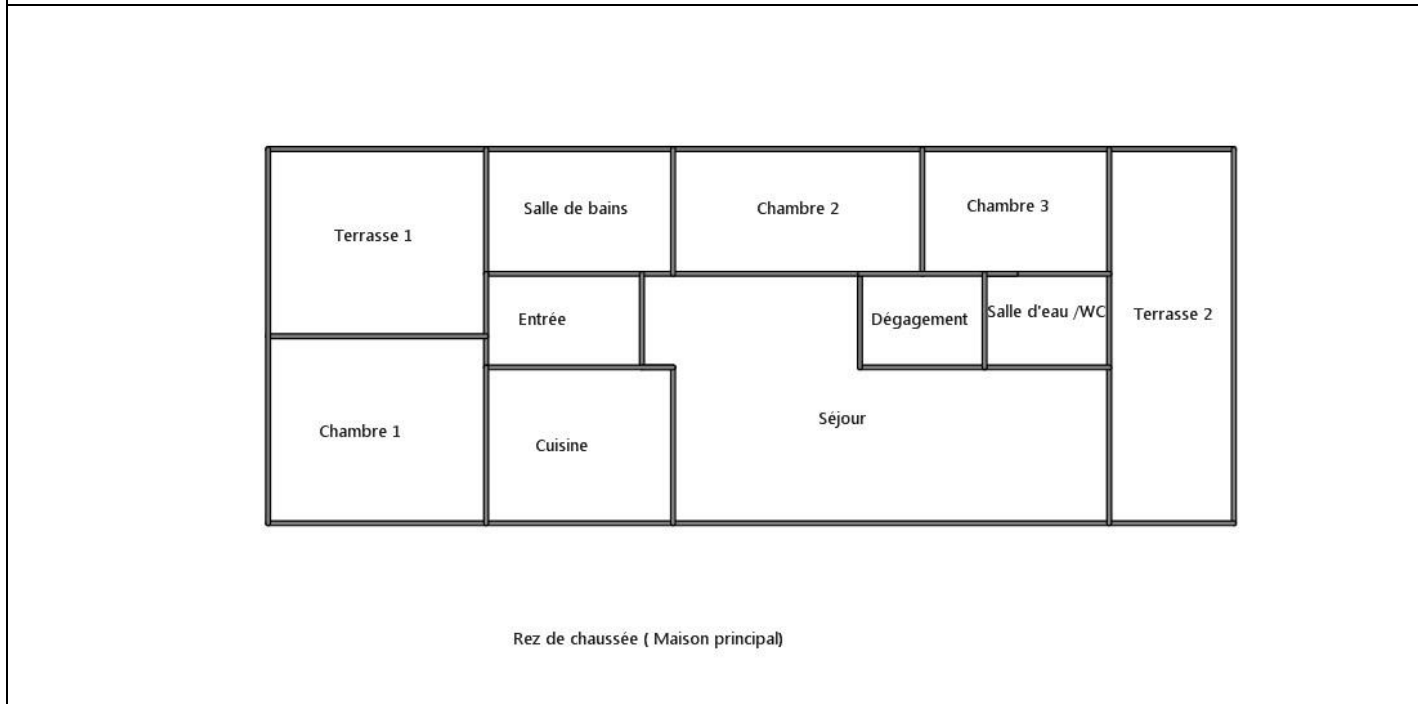 Terrasse 1
Salle de bains
Chambre 2
Chambre 3
Entrée
Dégagement
Salle d'eau /WC
Terrasse 2
Chambre 1
Cuisine
Séjour
Rez de chaussée ( Maison principal)